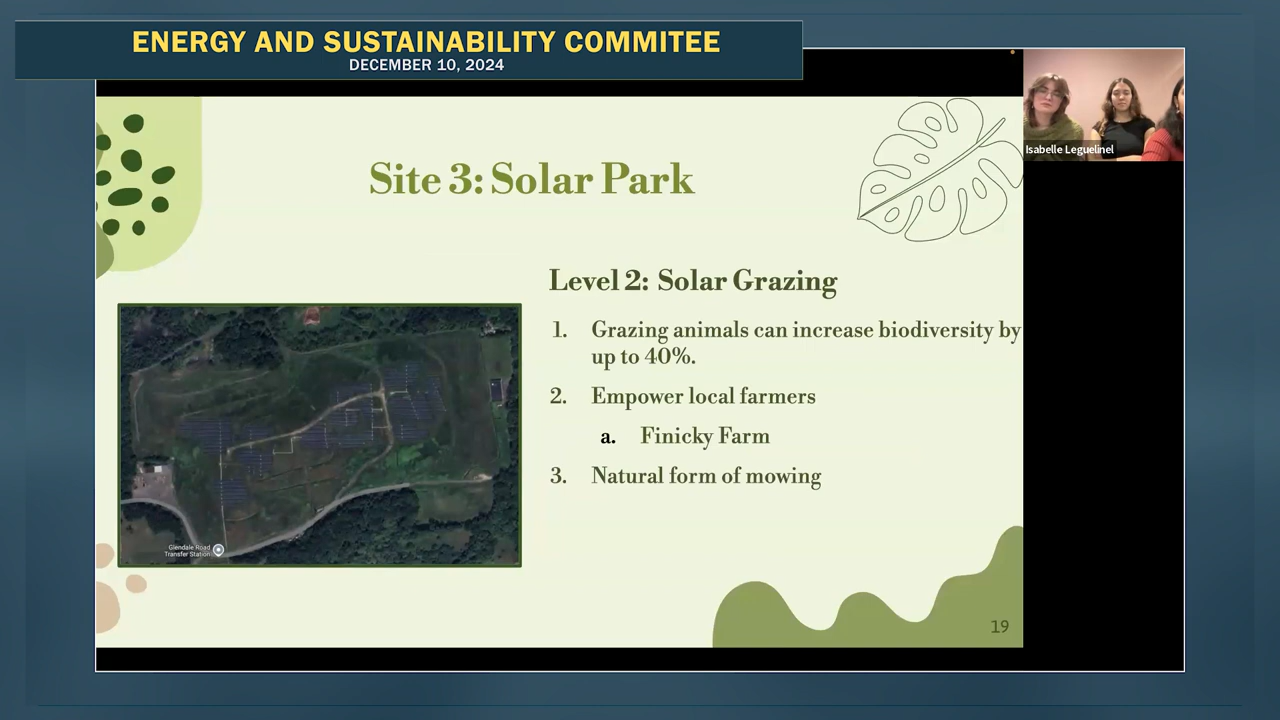 ENERGY AND SUSTAINABILITY COMMITEE
DECEMBER 10, 2024
Isabelle Leguelinel
Site 3: Solar Park
Level 2: Solar Grazing
1. Grazing animals can increase biodiversity by
up to 40%.
2. Empower local farmers
a. Finicky Farm
3. Natural form of mowing
Glendale Road
Transfer Station
19